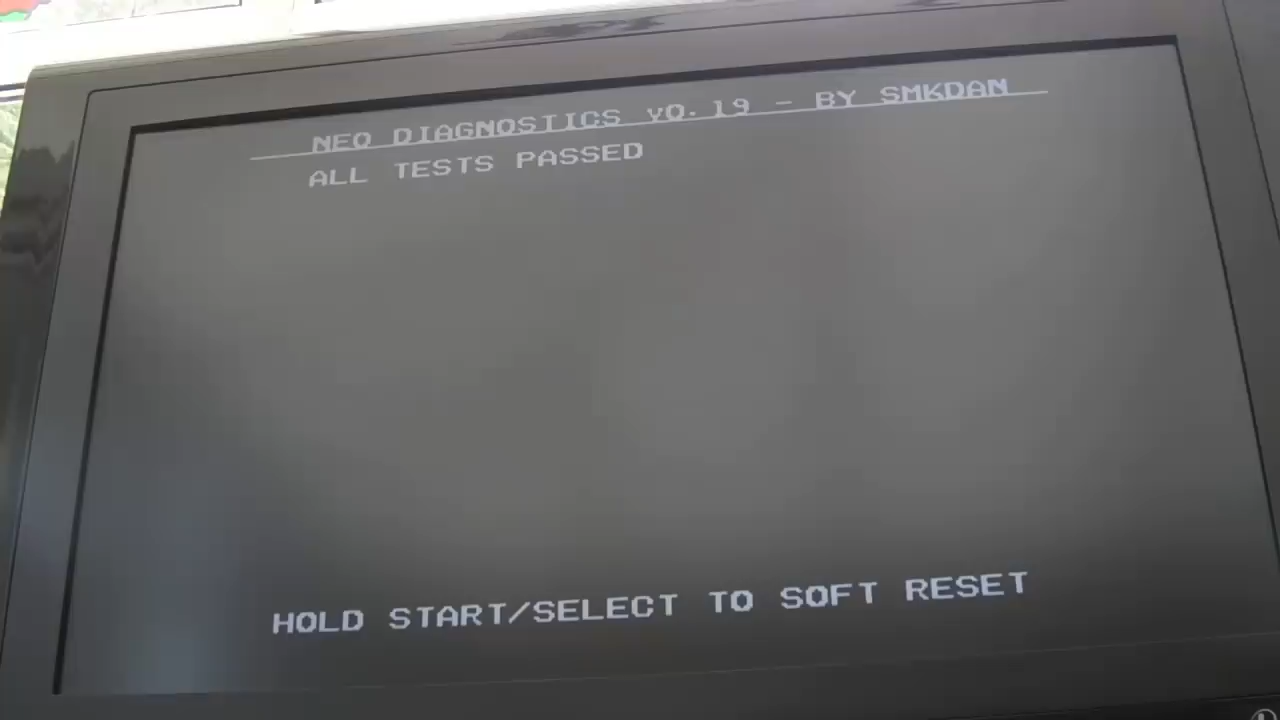 NEO DIAGNOSTICS v0.19 - BY SMKDAN
ALL TESTS PASSED
HOLD START/SELECT TO SOFT RESET